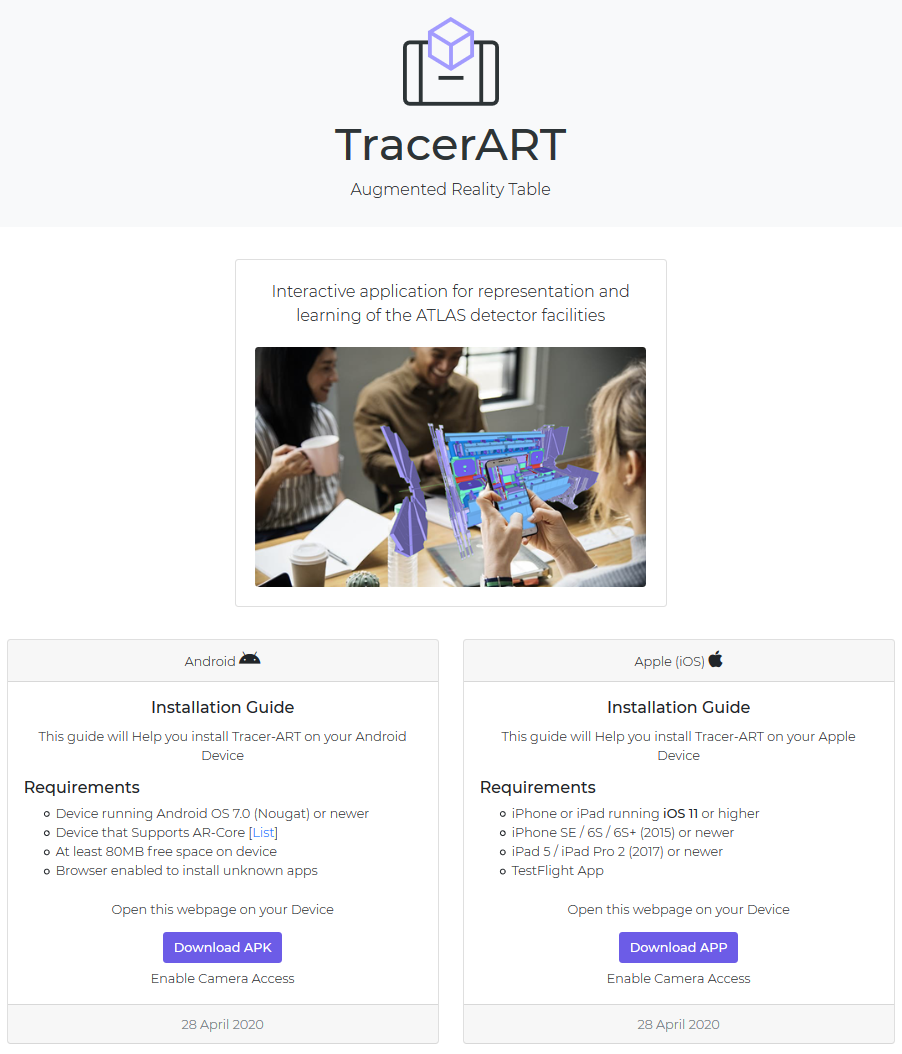 TracerART
Augmented Reality Table
Interactive application for representation and
learning of the ATLAS detector facilities
Android
Installation Guide
This guide will Help you install Tracer-ART on your Android
Device
Requirements
Device running Android OS 7.0 (Nougat) or newer
Device that Supports AR-Core [List]
At least 80MB free space on device
Browser enabled to install unknown apps
Open this webpage on your Device
Download APK
Enable Camera Access
28 April 2020
Apple (iOS)
Installation Guide
This guide will Help you install Tracer-ART on your Apple
Device
Requirements
iPhone or iPad running iOS 11 or higher
iPhone SE / 6S / 6S+ (2015) or newer
iPad 5 / iPad Pro 2 (2017) or newer
TestFlight App
Open this webpage on your Device
Download APP
Enable Camera Access
28 April 2020